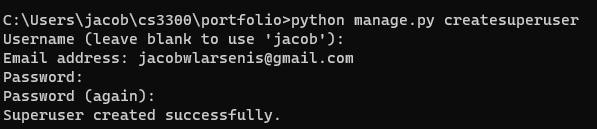 C:\Users\jacob\cs3300\portfolio>python manage.py createsuperuser
Username (leave blank to use 'jacob'):
Email address: jacobwlarsenis@gmail.com
Password:
Password (again):
Superuser created successfully.